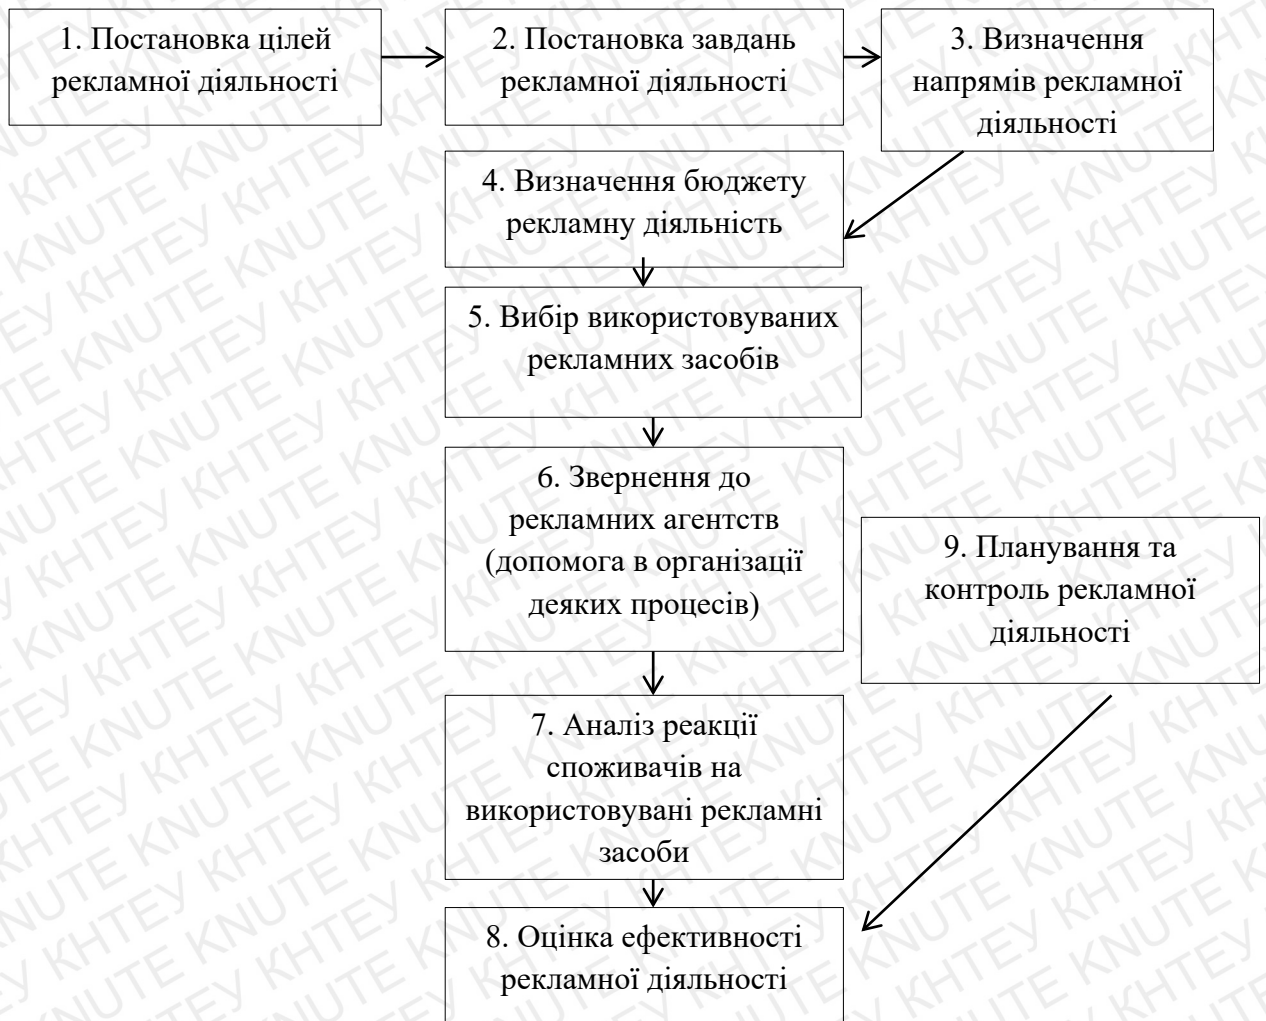 1. Постановка цілей
рекламної діяльності
2. Постановка завдань
рекламної діяльності
3. Визначення
напрямів рекламної
діяльності
4. Визначення бюджету
рекламну діяльність
5. Вибір використовуваних
рекламних засобів
6. Звернення до
рекламних агентств
(допомога в організації
деяких процесів)
9. Планування та
контроль рекламної
діяльності
7. Аналіз реакції
споживачів на
використовувані рекламні
засоби
8. Оцінка ефективності
рекламної діяльності